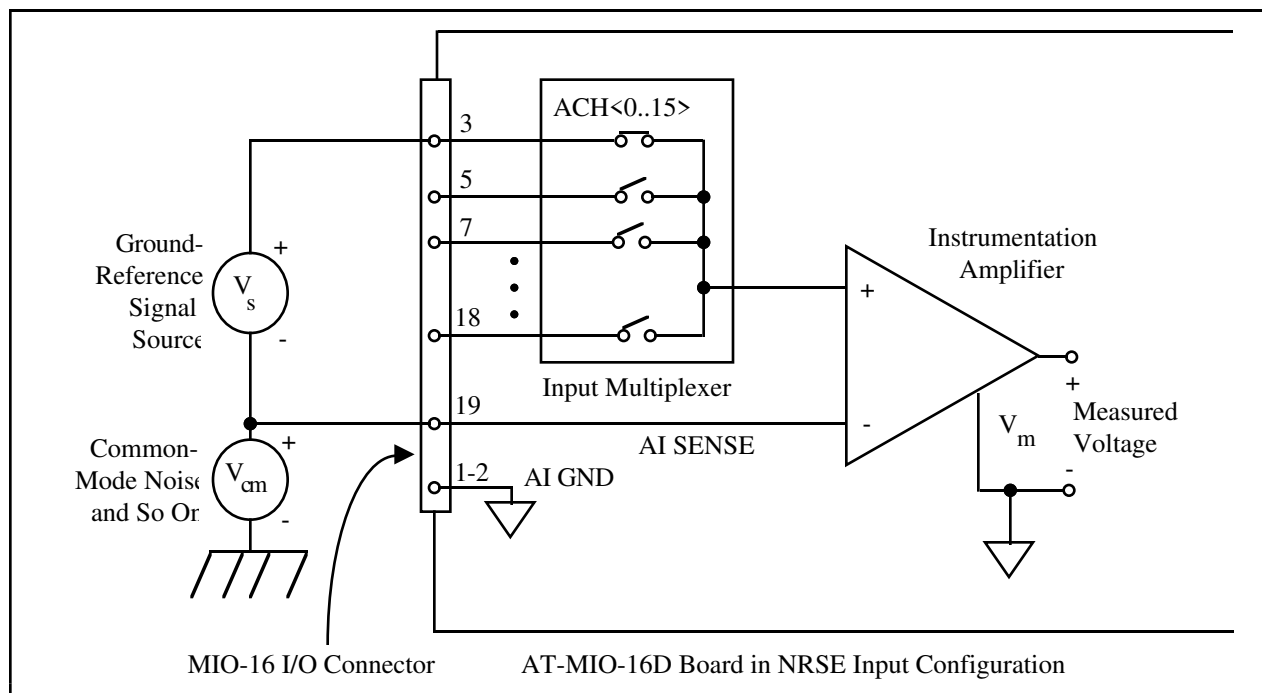 ACH<0..15>
3
5
7
18
19
1-2
+
Ground-
Reference
Signal
Source
V
s
-
Input Multiplexer
Instrumentation
Amplifier
+
-
+
Measured
Voltage
-
V
m
AI SENSE
AI GND
+
Common-
Mode Noise
and So On
V
cm
-
MIO-16 I/O Connector
AT-MIO-16D Board in NRSE Input Configuration